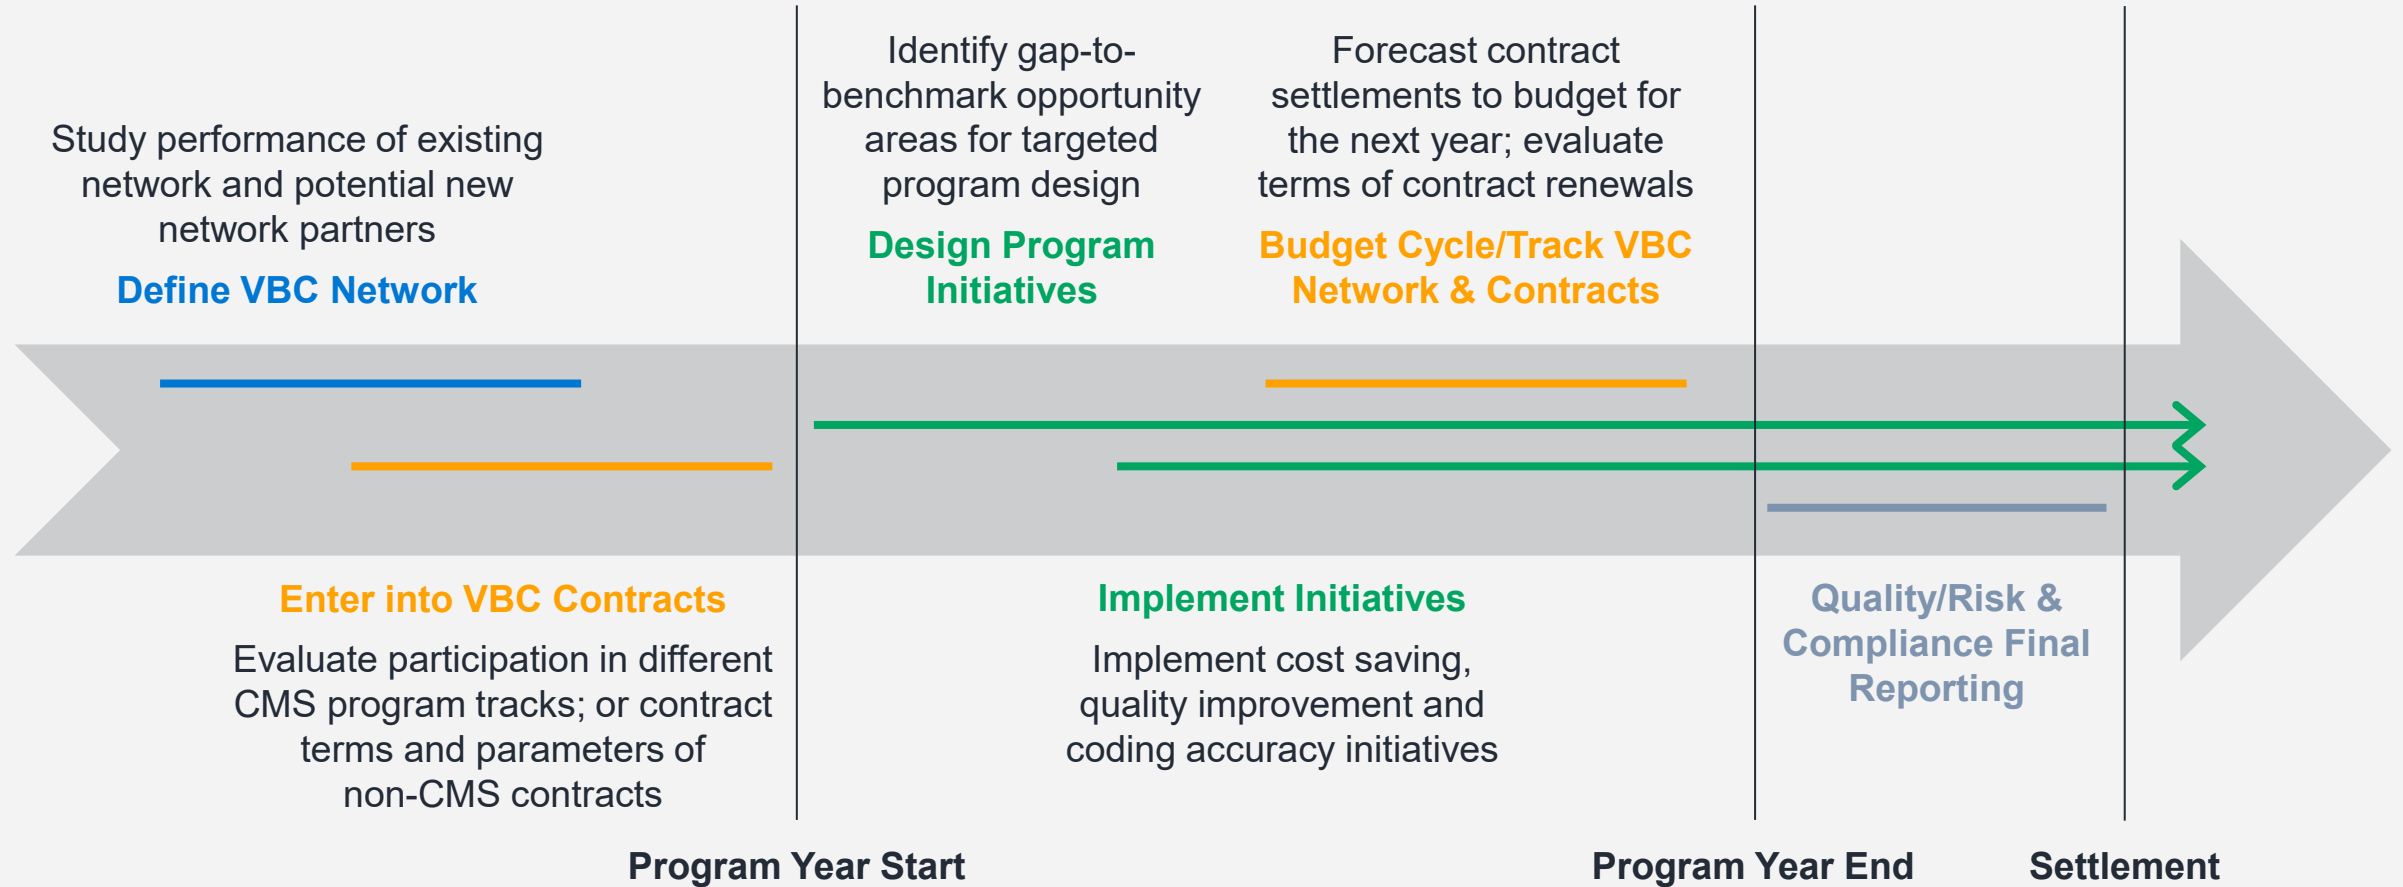 Study performance of existing
network and potential new
network partners
Define VBC Network
Identify gap-to-
benchmark opportunity
areas for targeted
program design
Design Program
Initiatives
Forecast contract
settlements to budget for
the next year; evaluate
terms of contract renewals
Budget Cycle/Track VBC
Network & Contracts
Enter into VBC Contracts
Evaluate participation in different
CMS program tracks; or contract
terms and parameters of
non-CMS contracts
Implement Initiatives
Implement cost saving,
quality improvement and
coding accuracy initiatives
Quality/Risk &
Compliance Final
Reporting
Program Year Start
Program Year End
Settlement